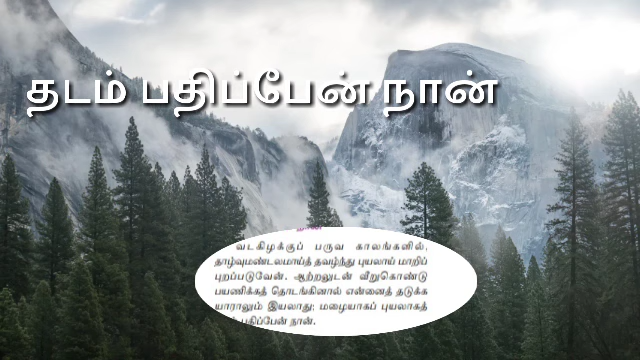 தடம் பதிப்பேன் நான்
நான்
வடகிழக்குப் பருவ காலங்களில்,
தாழ்வுமண்டலமாய்த் தவழ்ந்து புயலாய் மாறிப்
புறப்படுவேன். ஆற்றலுடன் வீறுகொண்டு
பயணிக்கத் தொடங்கினால் என்னைத் தடுக்க
யாராலும் இயலாது; மழையாகப் புயலாகத்
பதிப்பேன் நான்.